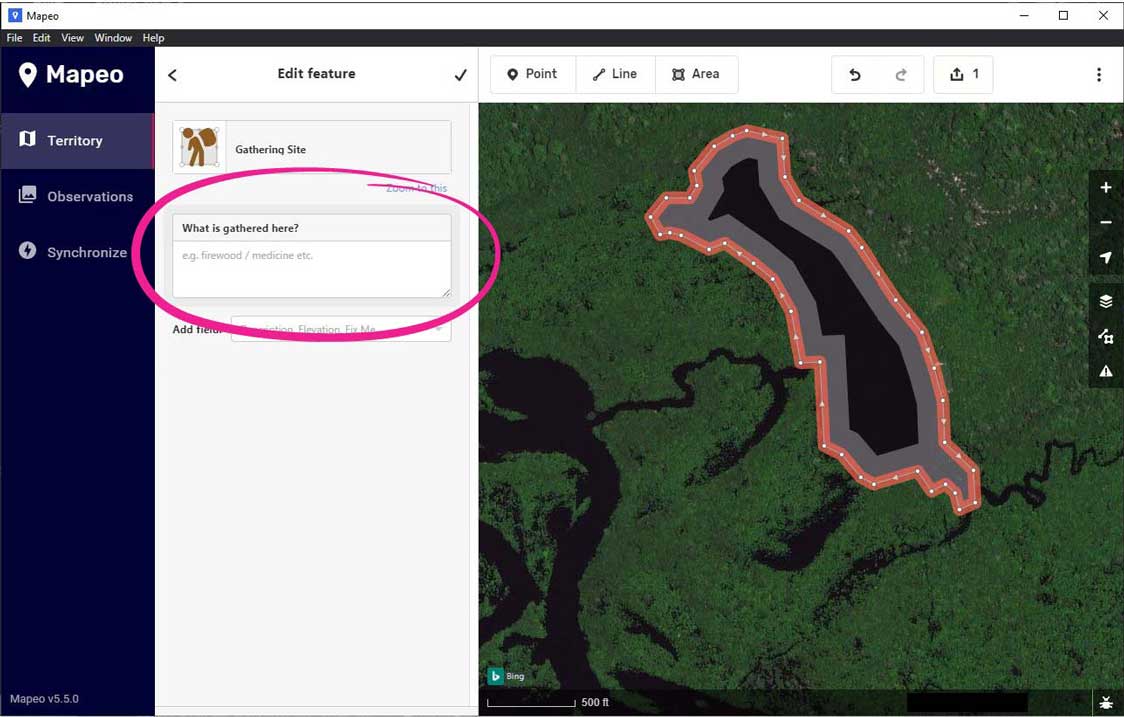 Mapeo
File Edit View Window Help
Mapeo
Edit feature
Point
Line
Area
1
Territory
Observations
Synchronize
Gathering Site
Zoom to this
What is gathered here?
e.g. firewood / medicine etc.
Add field:
Description, Elevation, Fix Me
Bing
500 ft
Mapeo v5.5.0